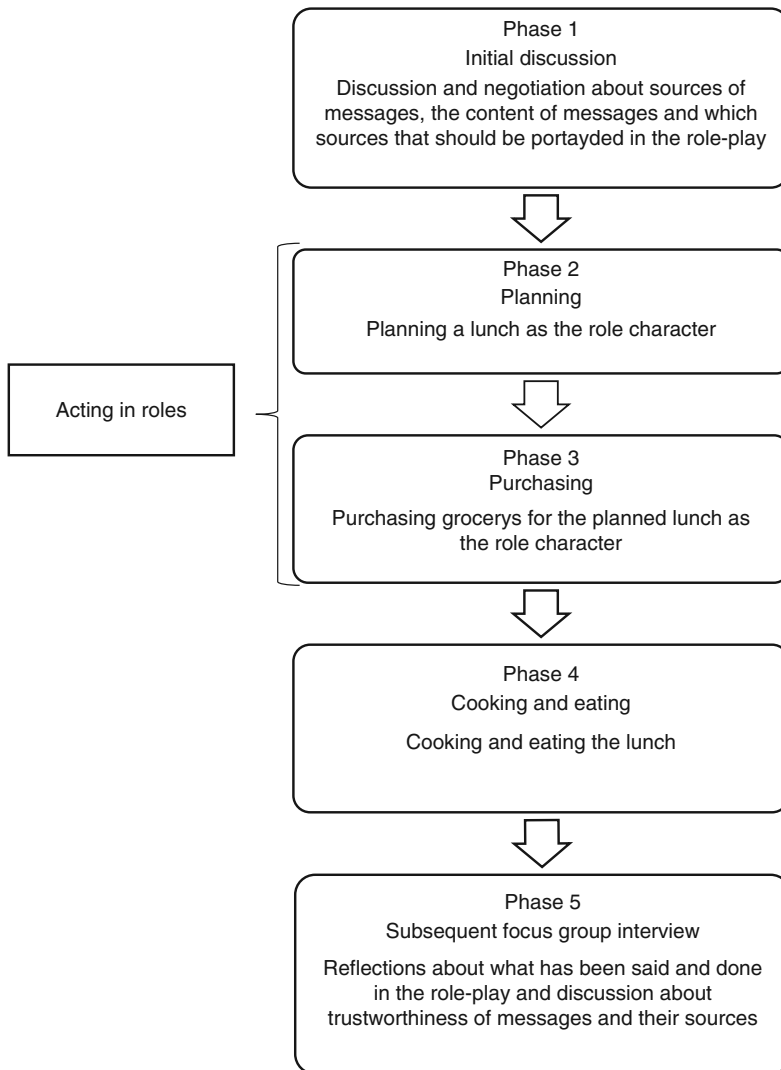 Phase 1
Initial discussion
Discussion and negotiation about sources of
messages, the content of messages and which
sources that should be portayded in the role-play
Phase 2
Planning
Planning a lunch as the role character
Acting in roles
Phase 3
Purchasing
Purchasing grocerys for the planned lunch as
the role character
Phase 4
Cooking and eating
Cooking and eating the lunch
Phase 5
Subsequent focus group interview
Reflections about what has been said and done
in the role-play and discussion about
trustworthiness of messages and their sources